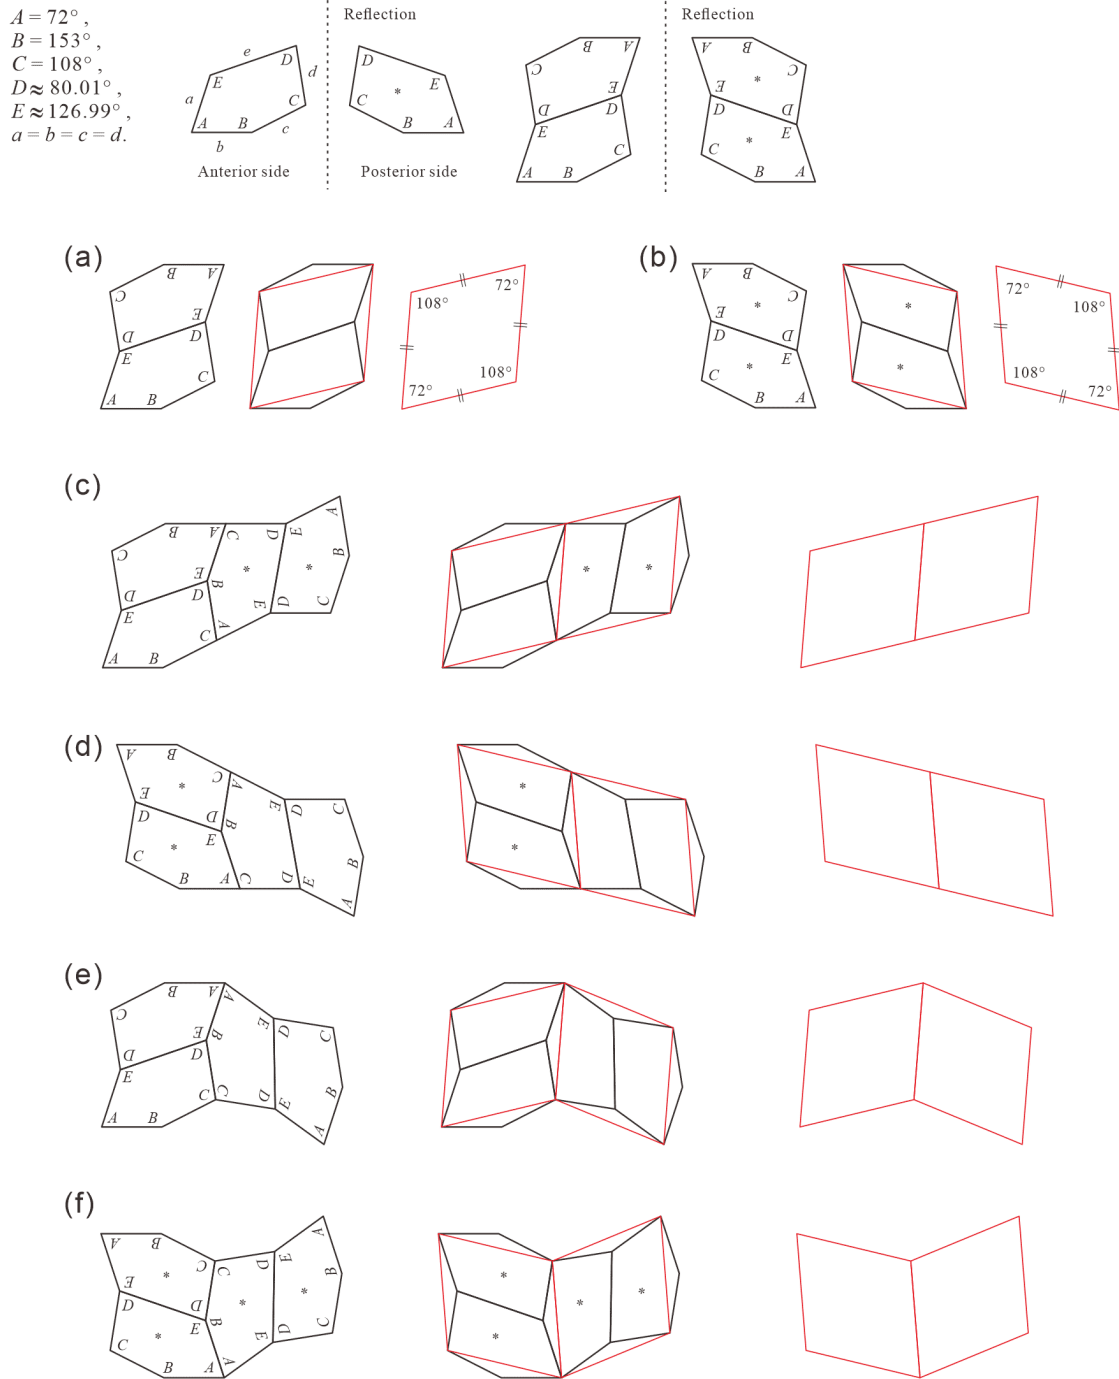 A = 72° ,
B = 153° ,
C = 108° ,
D ≈ 80.01° ,
E ≈ 126.99° ,
a = b = c = d.
e
D
d
E
a
C
A B
c
b
Anterior side
Reflection
D
E
*
C
B A
Posterior side
B A
C
E
D D
E
C
A B
Reflection
A B
*
C
E
D D
E
*
C
B A
(a)
B A
C
E
D D
E
C
A B
108° 72°
108°
72°
(b)
A B
*
C
E
D D
E
*
C
B A
*
*
72°
108°
108°
72°
(c)
B A C D E A
C
* * B
E B
D D
E
E D C
C A
A B
* *
(d)
A B
C A
* E D C
E
D D B
E
* B
C
B A C D E
A
*
*
(e)
B A A
C
E D C
E B
D D
E
B
C C D E
A B A
(f)
A B A
C C D E
* B
E *
*
D D B
E
* E D C
C
B A A
*
* *
*